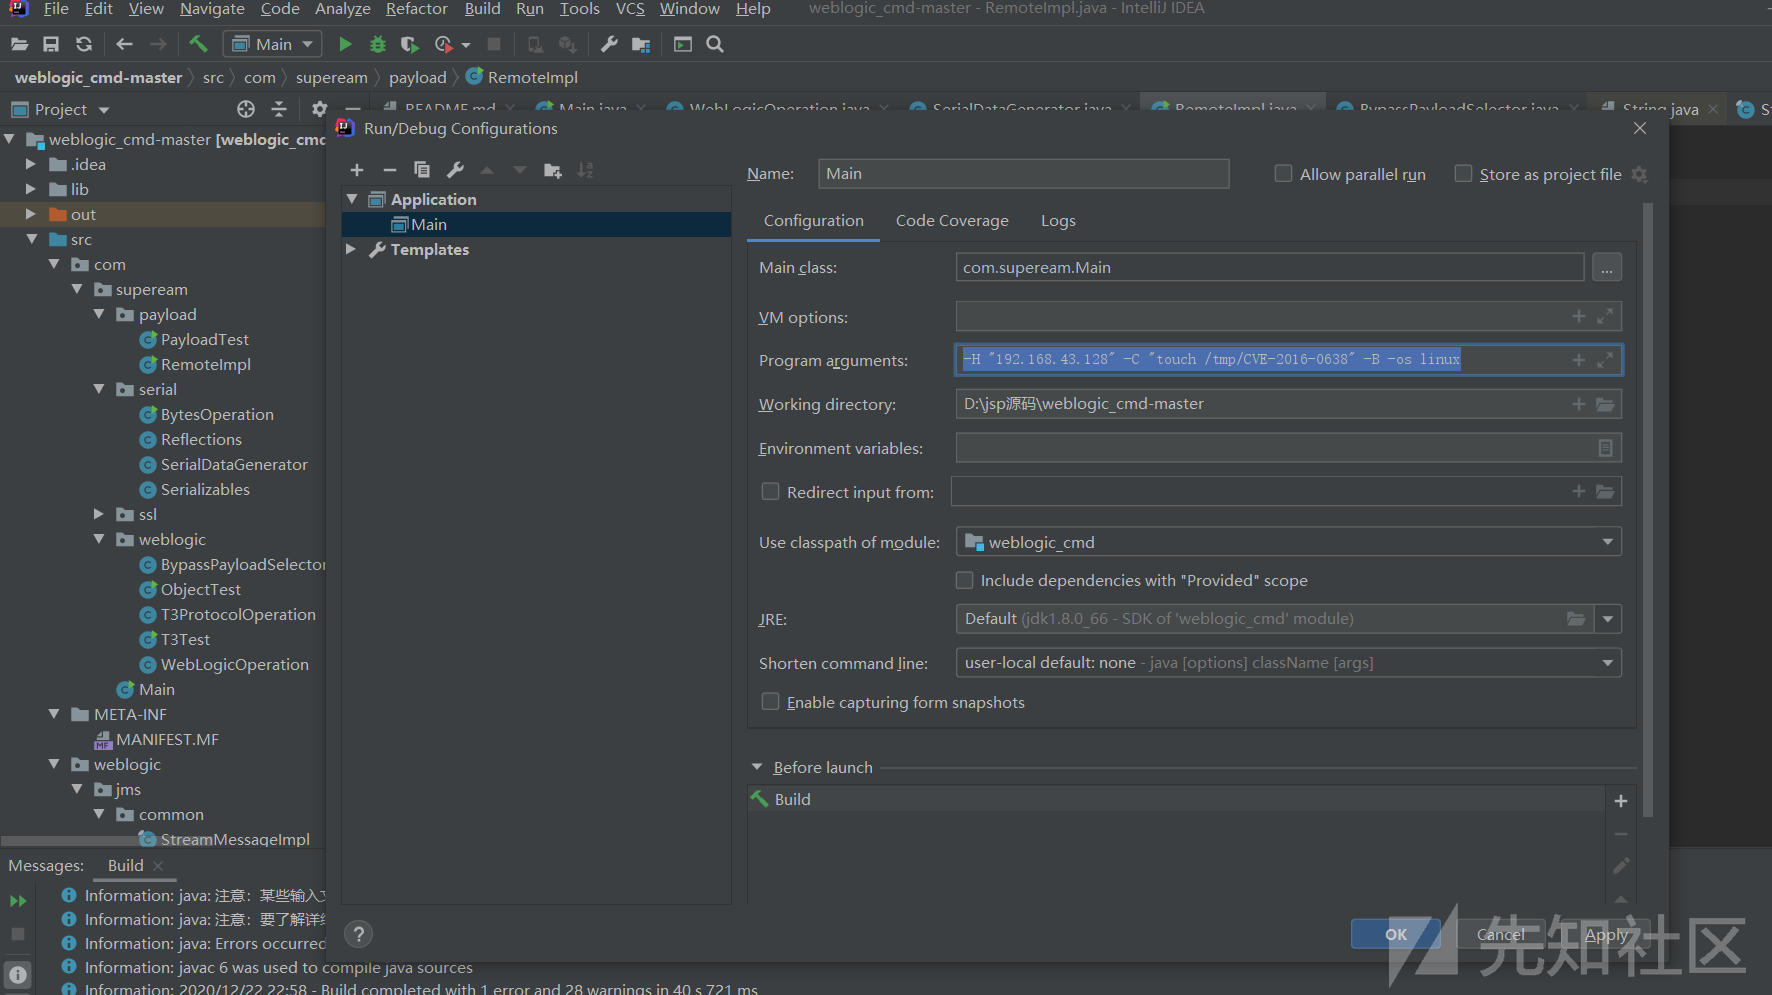 File Edit View Navigate Code Analyze Refactor Build Run Tools VCS Window Help weblogic_cmd-master - RemoteImpl.java - IntelliJ IDEA
Main
weblogic_cmd-master src com supeream payload RemoteImpl
Project
README.md Main.java WebLogicOperation.java SerialDataGenerator.java RemoteImpl.java BypassPayloadSelector.java String.java
Run/Debug Configurations
weblogic_cmd-master [weblogic_cmd
.idea
lib
out
src
com
supeream
payload
PayloadTest
RemoteImpl
serial
BytesOperation
Reflections
SerialDataGenerator
Serializables
ssl
weblogic
BypassPayloadSelector
ObjectTest
T3ProtocolOperation
T3Test
WebLogicOperation
Main
META-INF
MANIFEST.MF
weblogic
jms
common
StreamMessageImpl
Application
Main
Templates
Name: Main Allow parallel run Store as project file
Configuration Code Coverage Logs
Main class: com.supeream.Main ...
VM options:
Program arguments: -H "192.168.43.128" -C "touch /tmp/CVE-2016-0638" -B -os linux
Working directory: D:\jsp源码\weblogic_cmd-master
Environment variables:
Redirect input from:
Use classpath of module: weblogic_cmd
Include dependencies with "Provided" scope
JRE: Default (jdk1.8.0_66 - SDK of 'weblogic_cmd' module)
Shorten command line: user-local default: none - java [options] className [args]
Enable capturing form snapshots
Before launch
Build
OK Cancel Apply
Messages: Build
Information: java: 注意：某些输入
Information: java: 注意：要了解详
Information: java: Errors occurred
Information: javac 6 was used to compile java sources
Information: 2020/12/22 22:58 - Build completed with 1 error and 28 warnings in 40 s 721 ms
先知社区